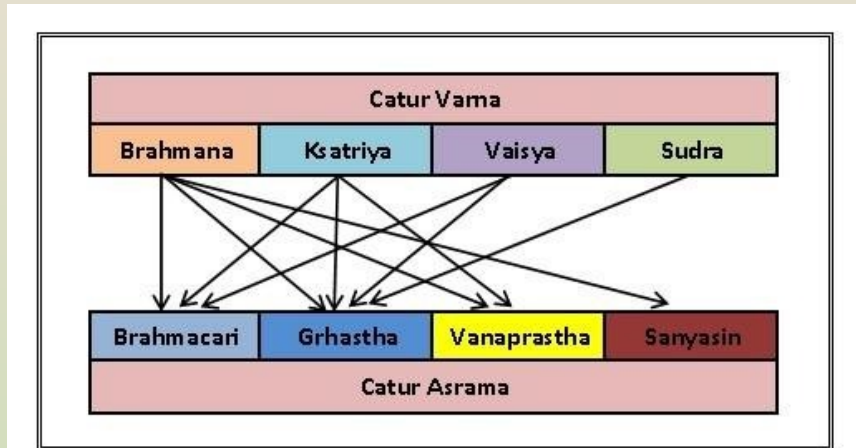 Catur Varna
Brahmana Ksatriya Vaisya Sudra
Brahmacari Grhastha Vanaprastha Sanyasin
Catur Asrama